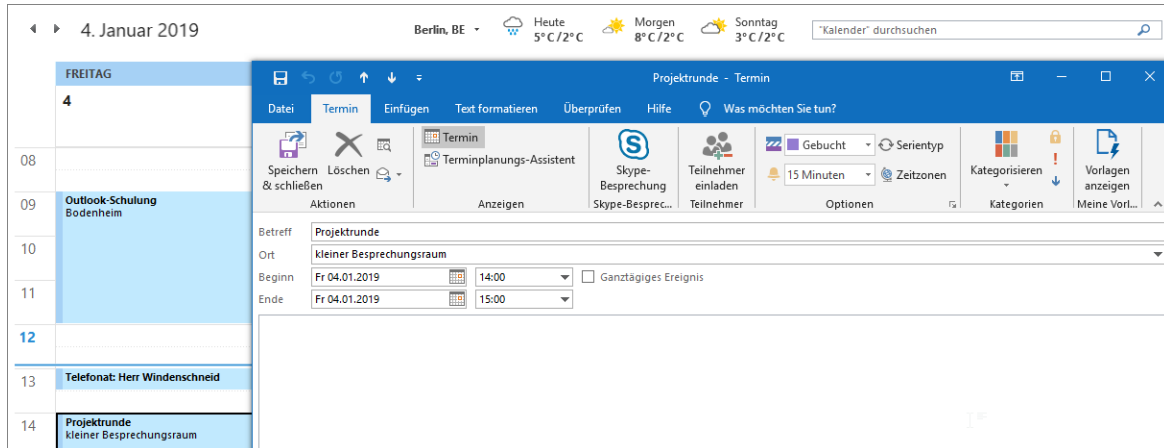 4. Januar 2019
Berlin, BE
Heute
5°C/2°C
Morgen
8°C/2°C
Sonntag
3°C/2°C
"Kalender" durchsuchen
FREITAG
4
08
09
10
11
12
13
14
Outlook-Schulung
Bodenheim
Telefonat: Herr Windenschneid
Projektrunde
kleiner Besprechungsraum
Projektrunde - Termin
Datei Termin Einfügen Text formatieren Überprüfen Hilfe Was möchten Sie tun?
Speichern
& schließen
Löschen
Aktionen
Termin
Terminplanungs-Assistent
Anzeigen
Skype-
Besprechung
Skype-Besprec...
Teilnehmer
einladen
Teilnehmer
Gebucht
Serientyp
15 Minuten
Zeitzonen
Optionen
Kategorisieren
Kategorien
Vorlagen
anzeigen
Meine Vorl...
Betreff Projektrunde
Ort kleiner Besprechungsraum
Beginn Fr 04.01.2019 14:00 Ganztägiges Ereignis
Ende Fr 04.01.2019 15:00